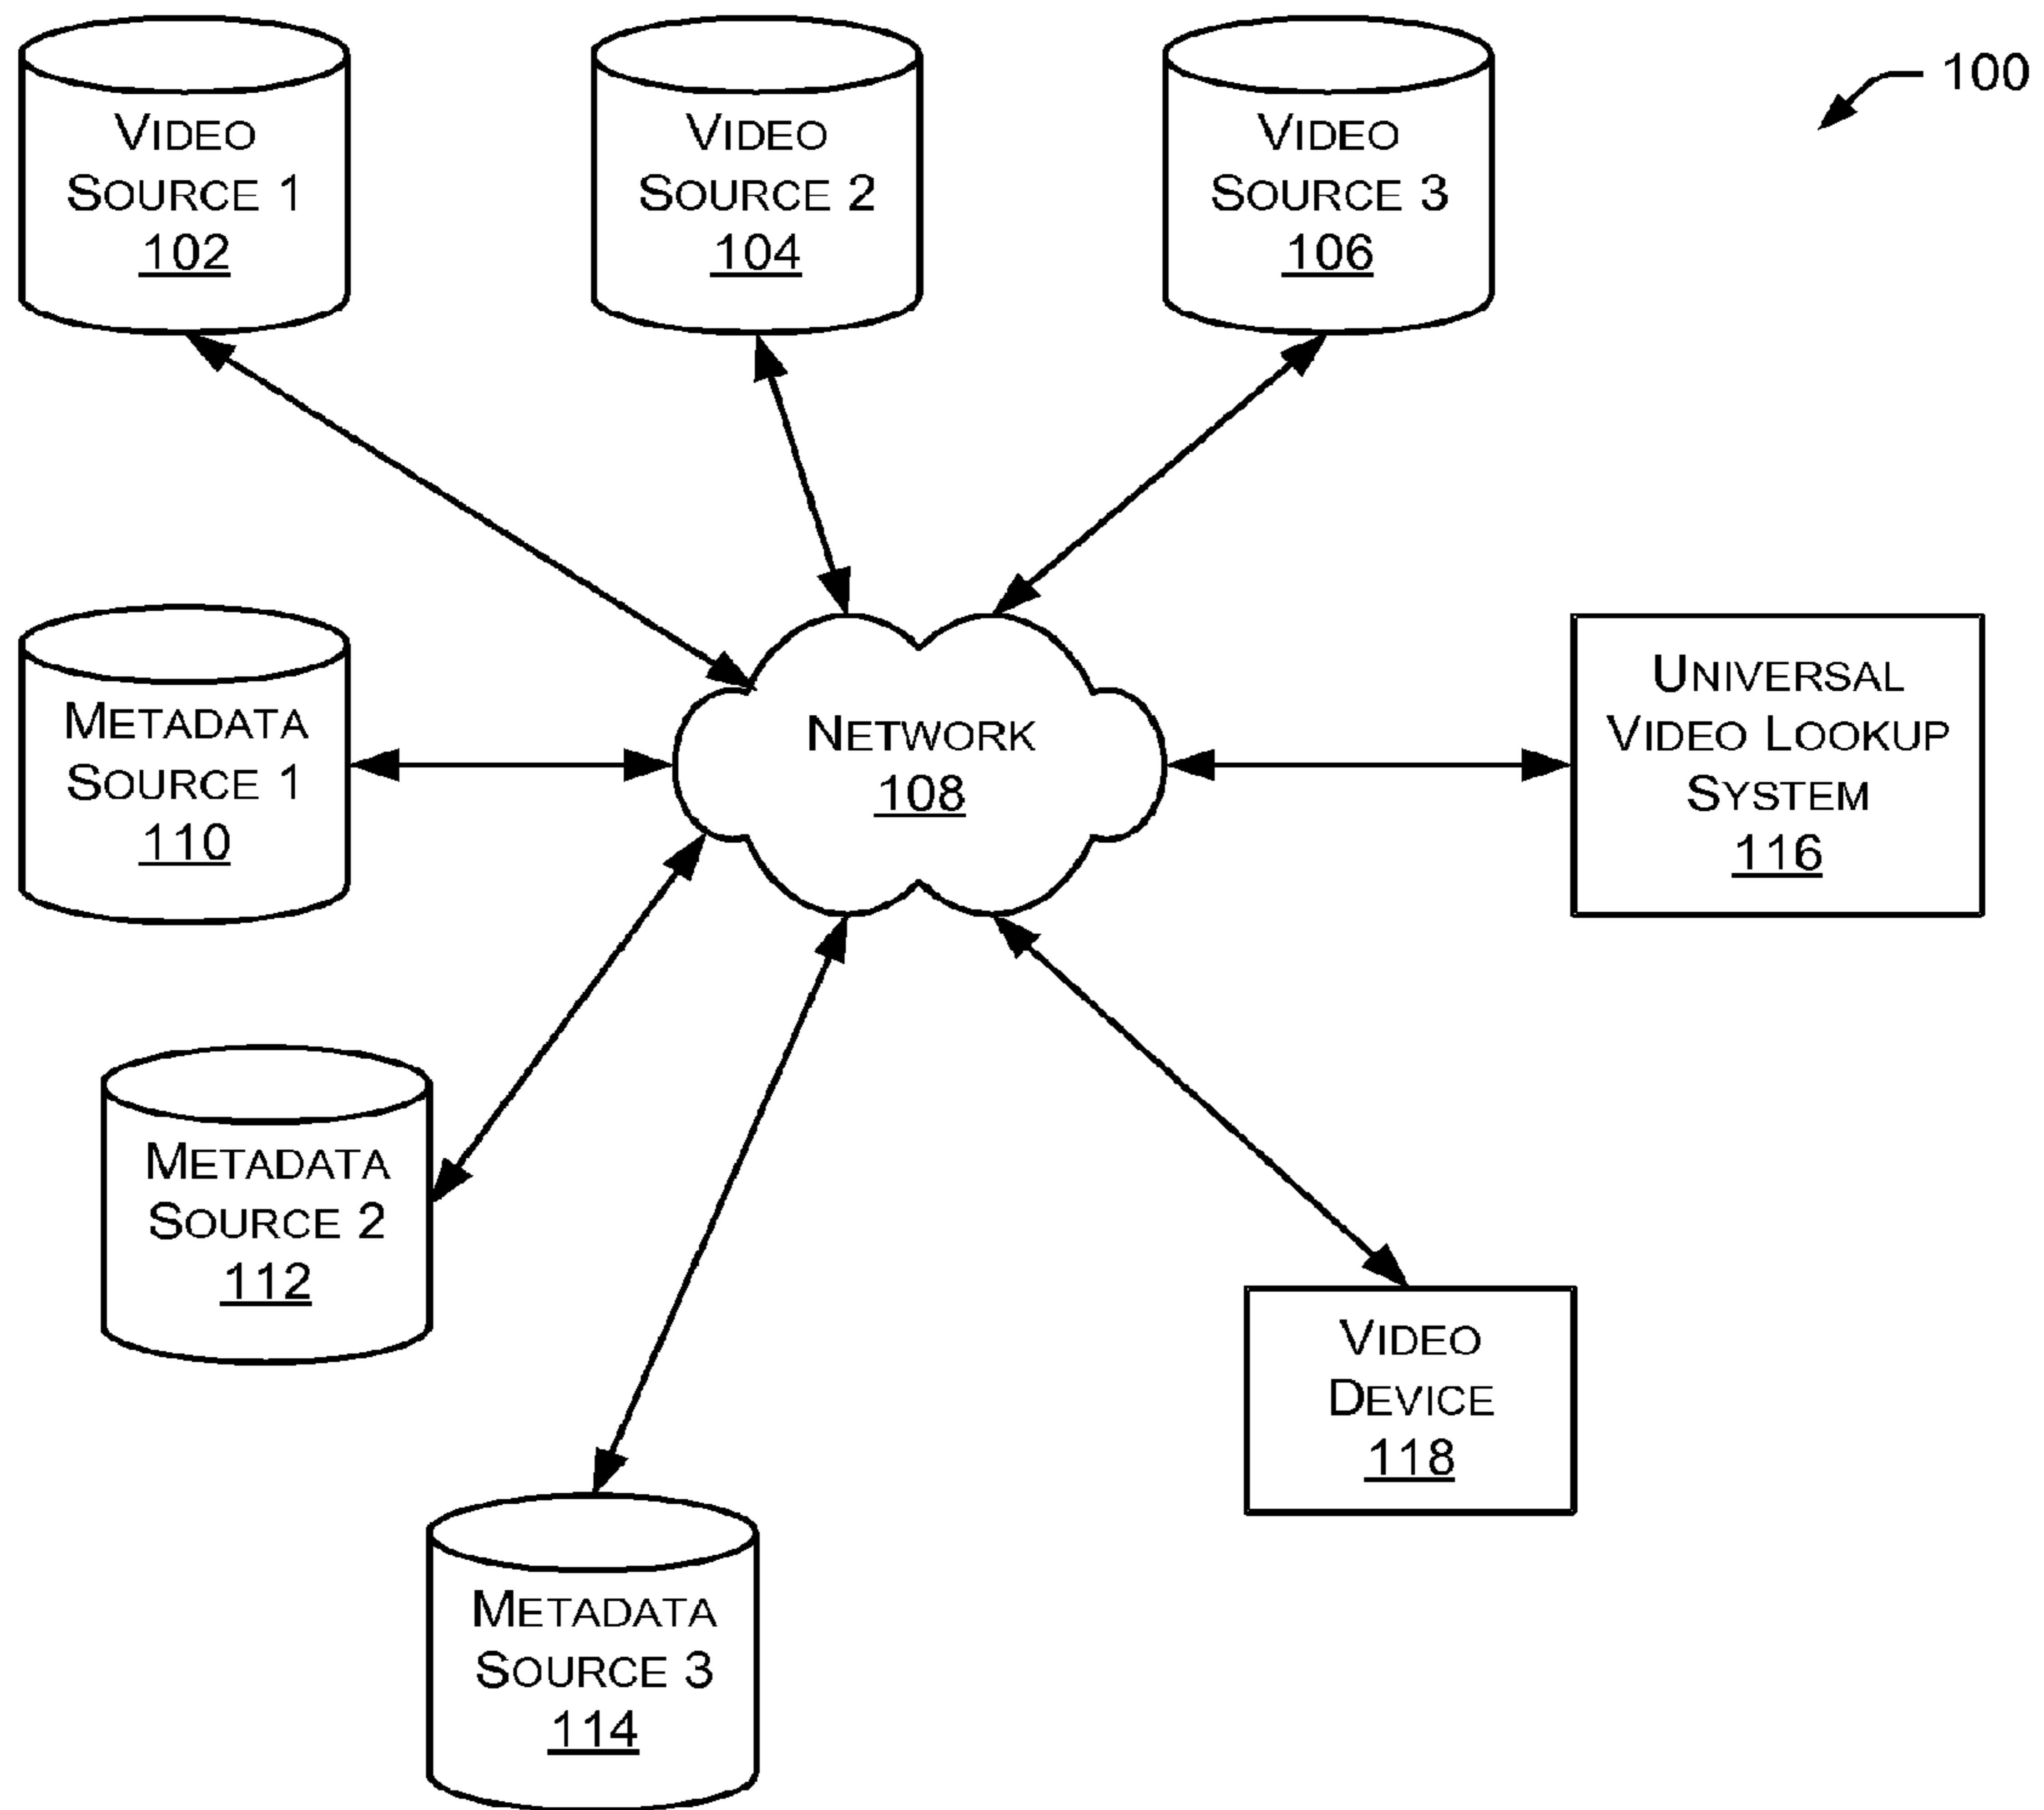 100
VIDEO
SOURCE 1
102
VIDEO
SOURCE 2
104
VIDEO
SOURCE 3
106
METADATA
SOURCE 1
110
NETWORK
108
UNIVERSAL
VIDEO LOOKUP
SYSTEM
116
METADATA
SOURCE 2
112
VIDEO
DEVICE
118
METADATA
SOURCE 3
114